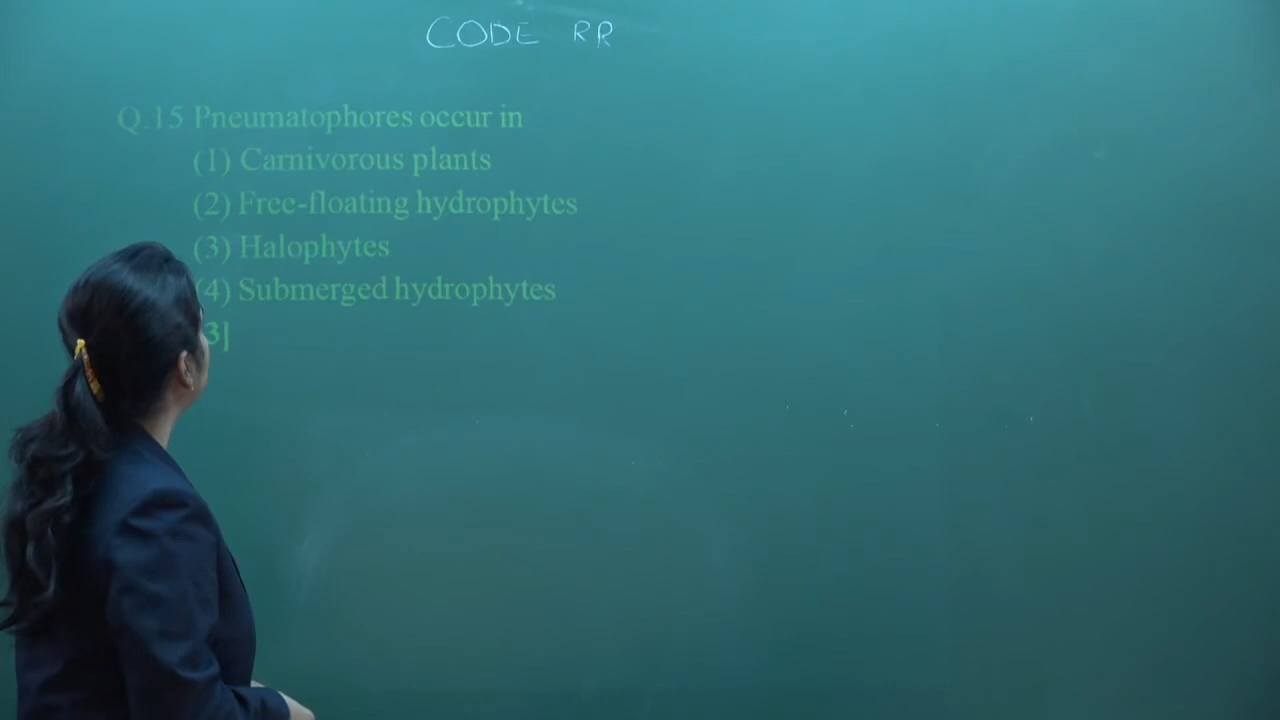 CODE RR
Q.15 Pneumatophores occur in
(1) Carnivorous plants
(2) Free-floating hydrophytes
(3) Halophytes
(4) Submerged hydrophytes
3]